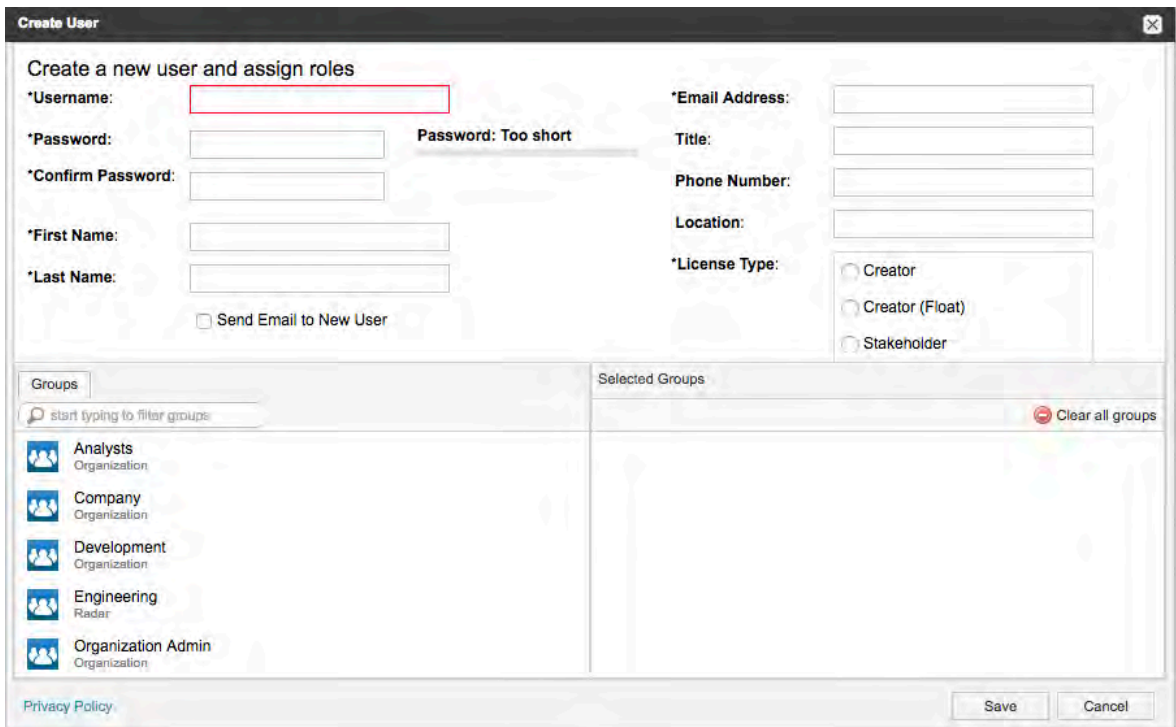 Create User
Create a new user and assign roles
*Username:
*Password:
Password: Too short
*Confirm Password:
*First Name:
*Last Name:
Send Email to New User
*Email Address:
Title:
Phone Number:
Location:
*License Type:
Creator
Creator (Float)
Stakeholder
Groups
start typing to filter groups
Analysts
Organization
Company
Organization
Development
Organization
Engineering
Radar
Organization Admin
Organization
Selected Groups
Clear all groups
Privacy Policy
Save
Cancel